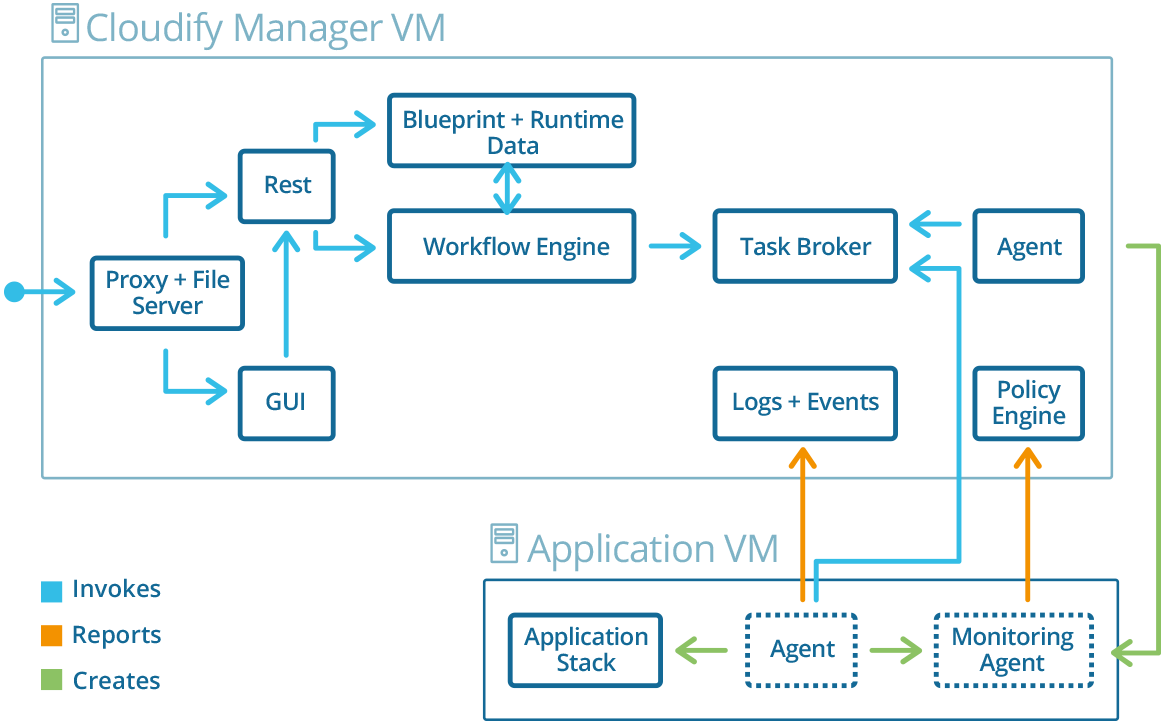 Cloudify Manager VM
Blueprint + Runtime
Data
Rest
Workflow Engine
Task Broker
Agent
Proxy + File
Server
GUI
Logs + Events
Policy
Engine
Application VM
Invokes
Reports
Creates
Application
Stack
Agent
Monitoring
Agent